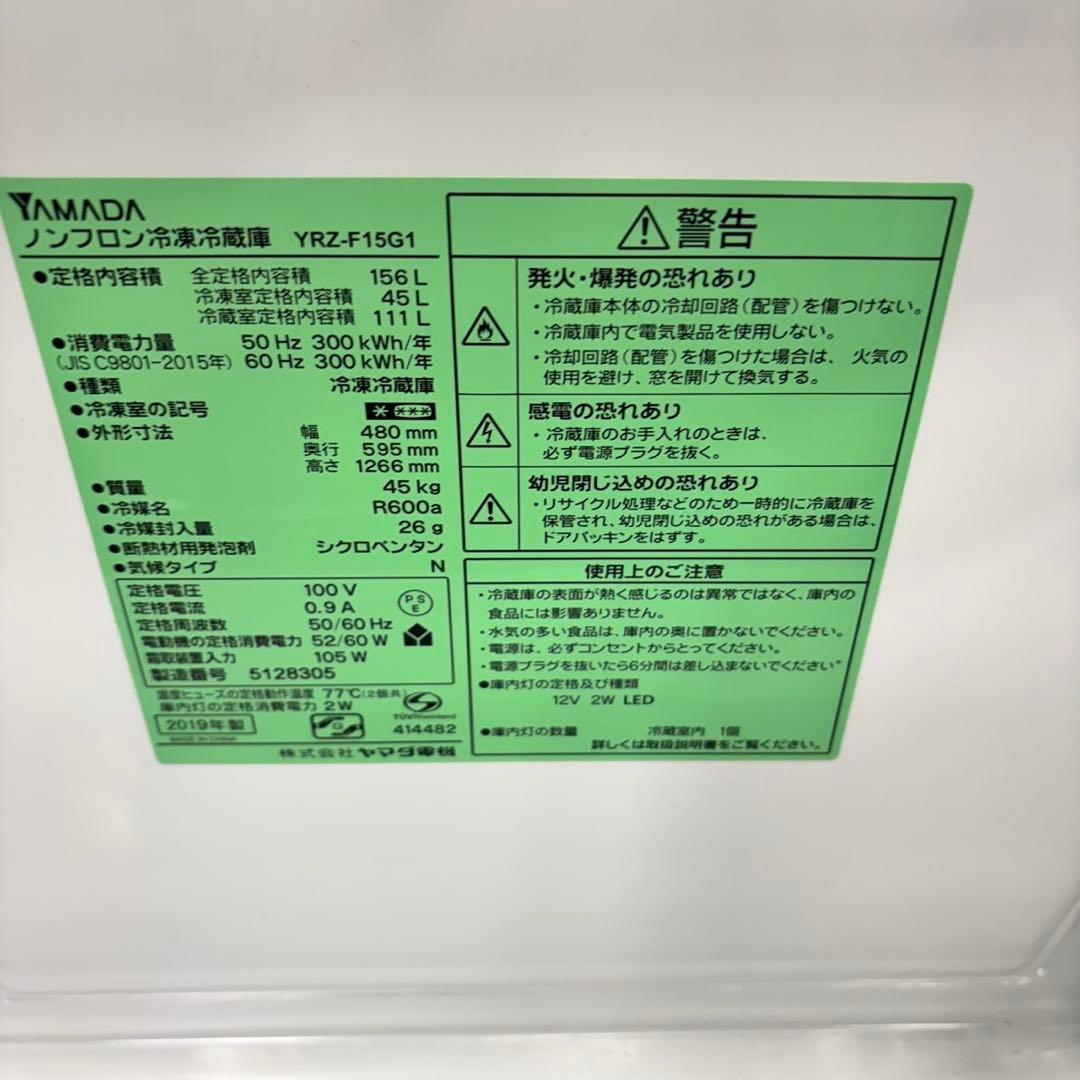 YAMADA
ノンフロン冷凍冷蔵庫 YRZ-F15G1
●定格内容積 全定格内容積 156 L
冷凍室定格内容積 45 L
冷蔵室定格内容積 111 L
●消費電力量 50 Hz 300 kWh/年
(JIS C9801-2015年) 60 Hz 300 kWh/年
●種類 冷凍冷蔵庫
●冷凍室の記号 * ***
●外形寸法 幅 480 mm
奥行 595 mm
高さ 1266 mm
●質量 45 kg
●冷媒名 R600a
●冷媒封入量 26 g
●断熱材用発泡剤 シクロペンタン
●気候タイプ N
定格電圧 100 V
定格電流 0.9 A
定格周波数 50/60 Hz
電動機の定格消費電力 52/60 W
霜取装置入力 105 W
製造番号 5128305
PS
E
温度ヒューズの定格動作温度 77℃(2個共)
庫内灯の定格消費電力 2 W
2019年 製
MADE IN CHINA
TÜVRheinland
414482
株式会社 ヤマダ電機
警告
発火・爆発の恐れあり
・冷蔵庫本体の冷却回路(配管)を傷つけない。
・冷蔵庫内で電気製品を使用しない。
・冷却回路(配管)を傷つけた場合は、 火気の
使用を避け、窓を開けて換気する。
感電の恐れあり
・冷蔵庫のお手入れのときは、
必ず電源プラグを抜く。
幼児閉じ込めの恐れあり
・リサイクル処理などのため一時的に冷蔵庫を
保管され、幼児閉じ込めの恐れがある場合は、
ドアパッキンをはずす。
使用上のご注意
・冷蔵庫の表面が熱く感じるのは異常ではなく、庫内の
食品には影響ありません。
・水気の多い食品は、庫内の奥に置かないでください。
・電源は、必ずコンセントからとってください。
・電源プラグを抜いたら6分間は差し込まないでください。
●庫内灯の定格及び種類
12V 2W LED
●庫内灯の数量 冷蔵室内 1個
詳しくは取扱説明書をご覧ください。